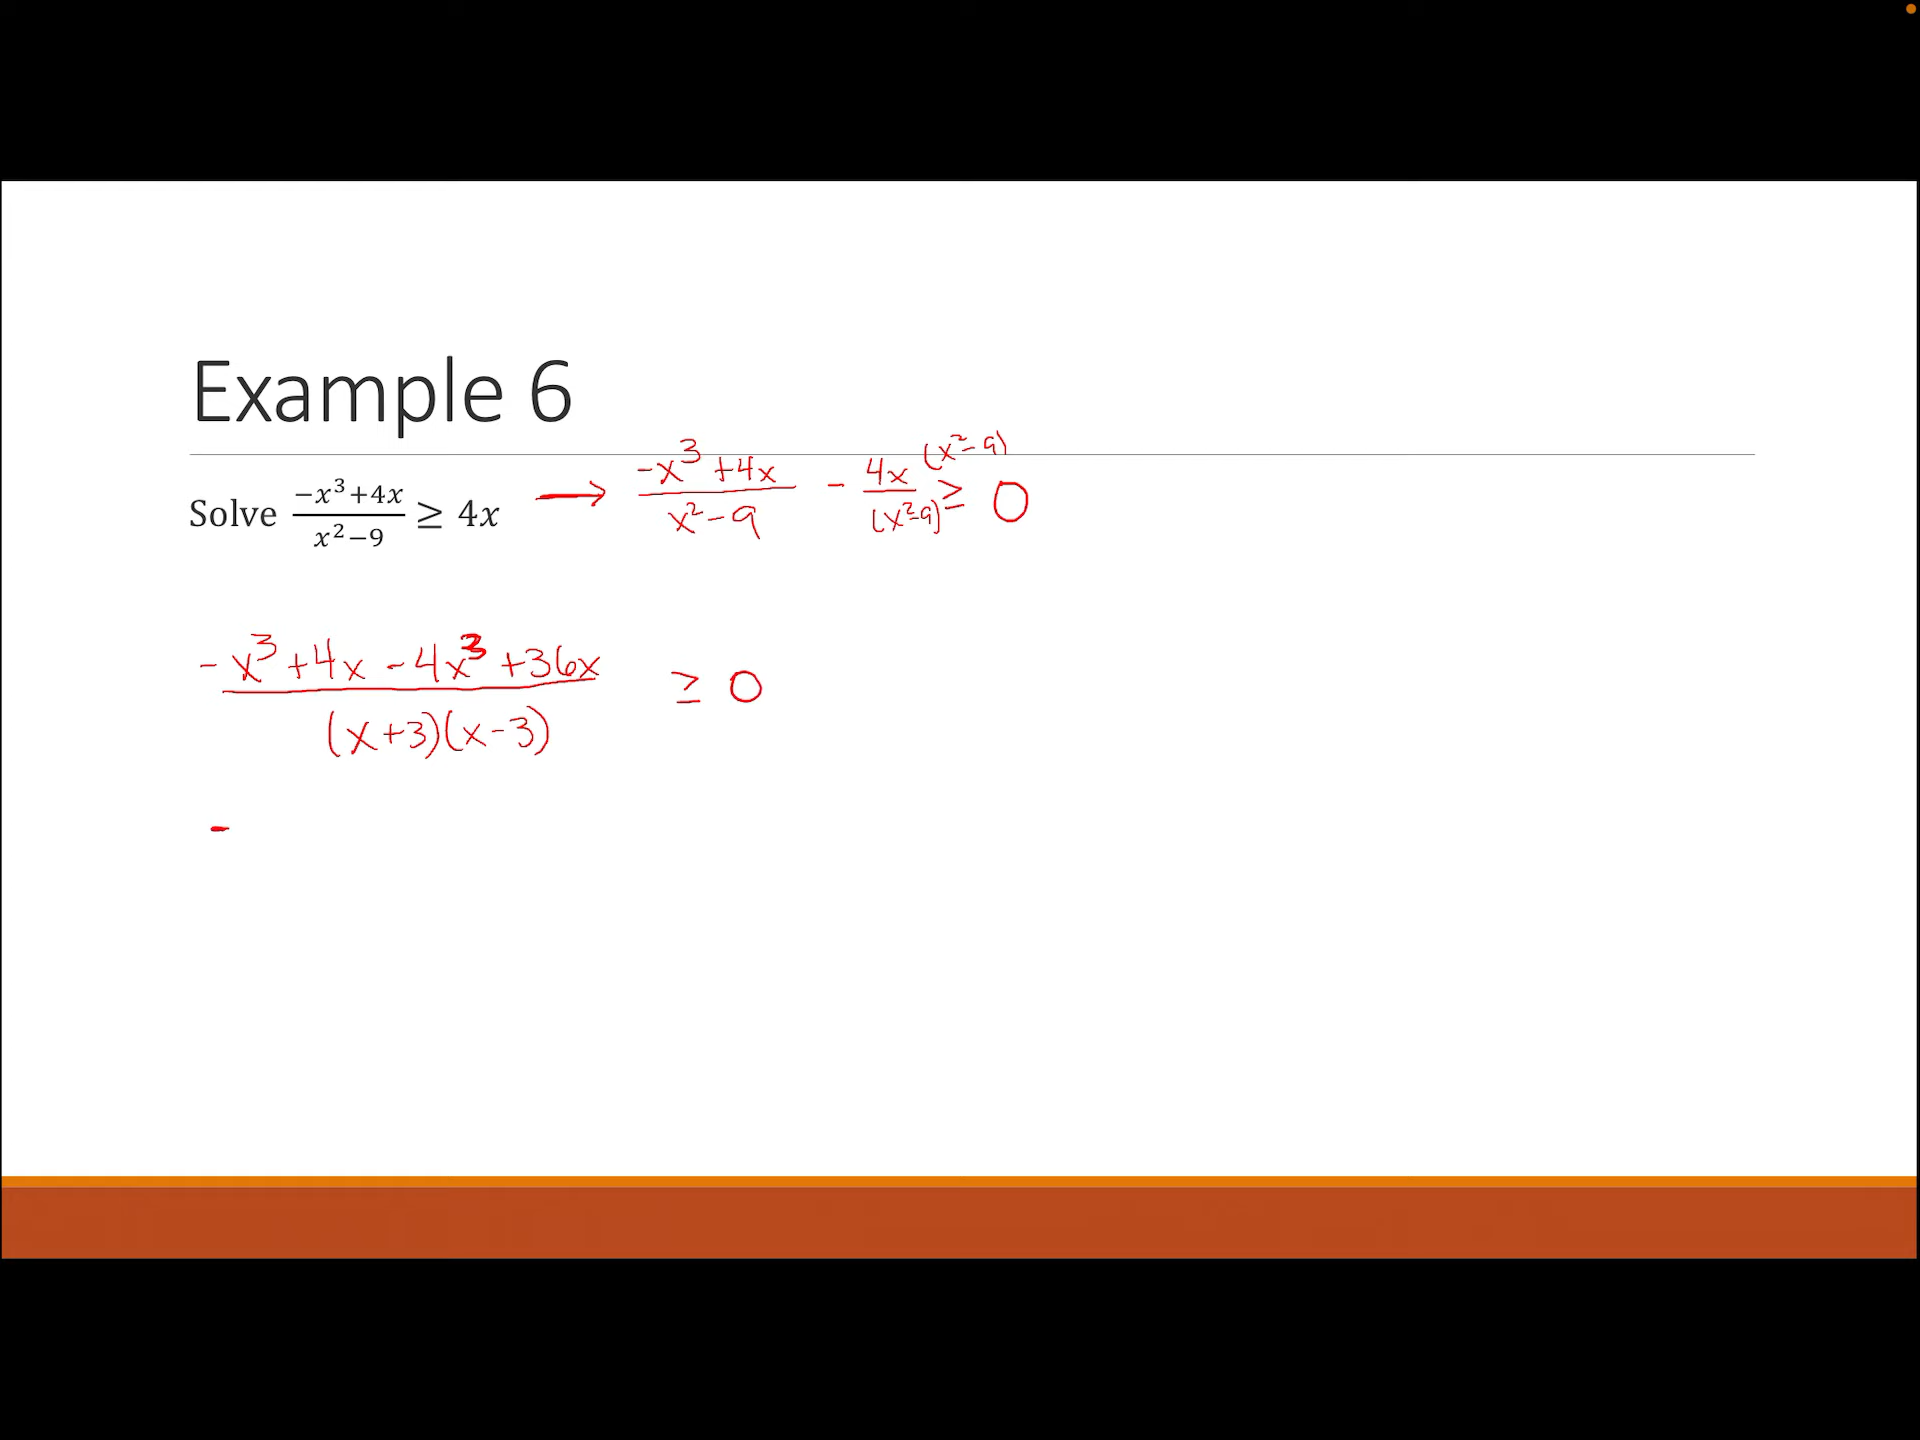 Example 6
Solve (-x³+4x)/(x²-9) ≥ 4x → (-x³+4x)/(x²-9) - 4x(x²-9)/(x²-9) ≥ 0
(-x³+4x-4x³+36x)/((x+3)(x-3)) ≥ 0
-